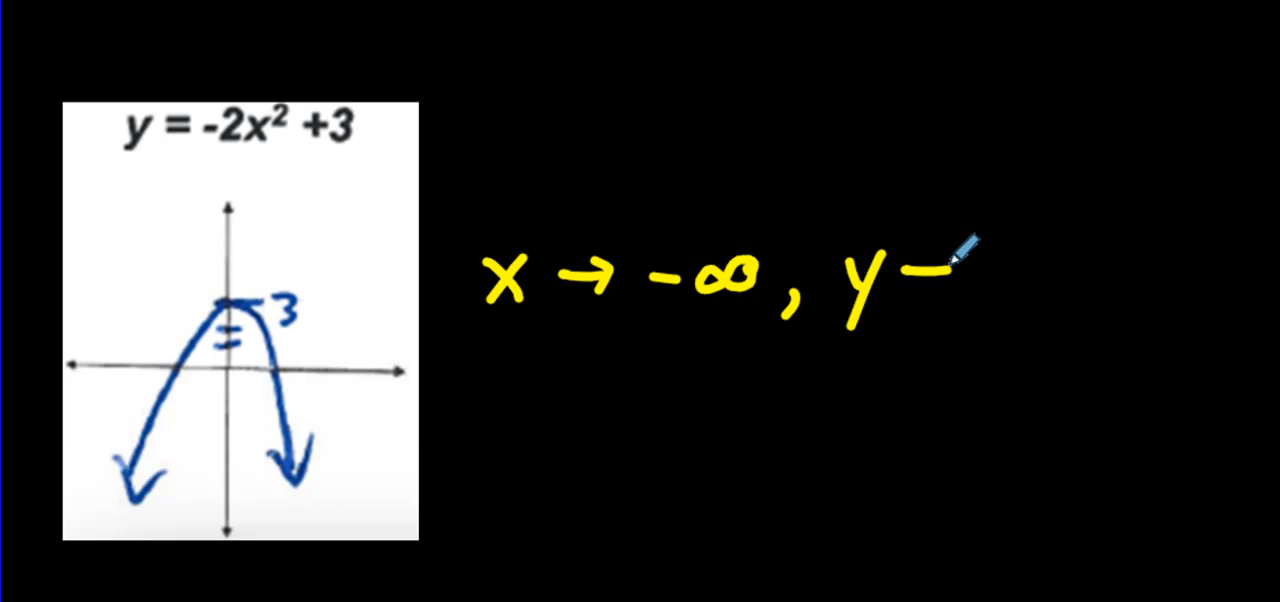 y = -2x² +3
x → -∞, y –
3